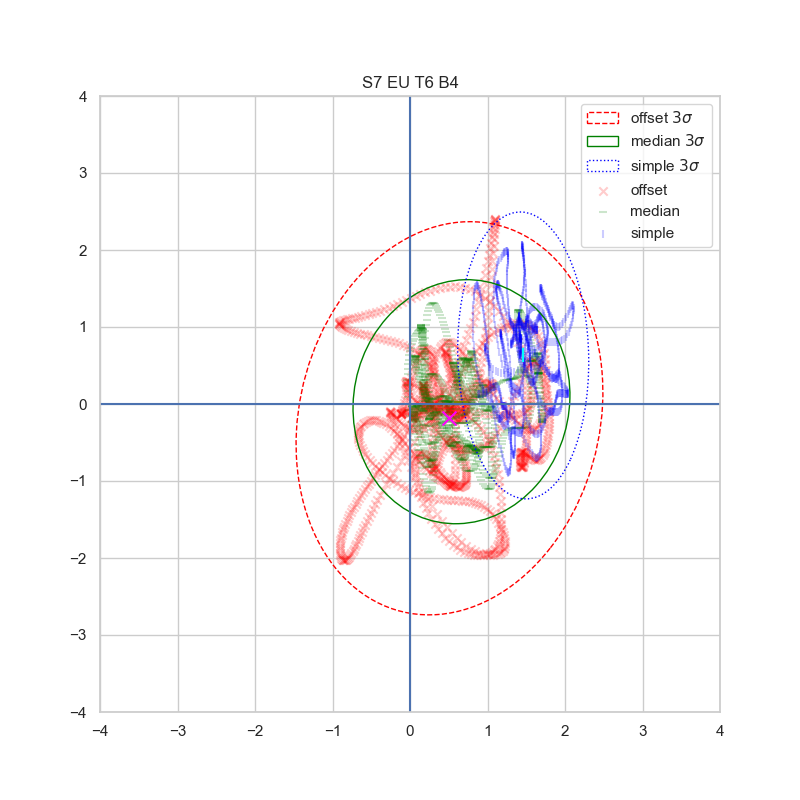 S7 EU T6 B4
offset 3σ
median 3σ
simple 3σ
offset
median
simple
4
3
2
1
0
−1
−2
−3
−4
−4 −3 −2 −1 0 1 2 3 4